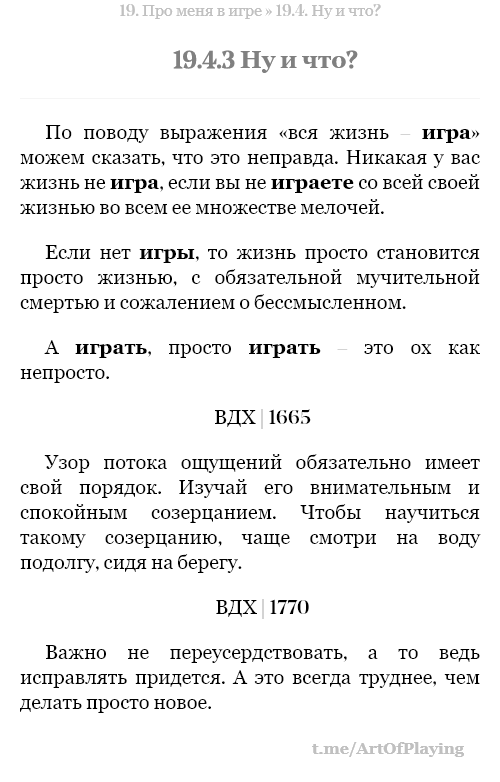 19. Про меня в игре » 19.4. Ну и что?
19.4.3 Ну и что?
По поводу выражения «вся жизнь – игра»
можем сказать, что это неправда. Никакая у вас
жизнь не игра, если вы не играете со всей своей
жизнью во всем ее множестве мелочей.
Если нет игры, то жизнь просто становится
просто жизнью, с обязательной мучительной
смертью и сожалением о бессмысленном.
А играть, просто играть – это ох как
непросто.
ВДХ | 1665
Узор потока ощущений обязательно имеет
свой порядок. Изучай его внимательным и
спокойным созерцанием. Чтобы научиться
такому созерцанию, чаще смотри на воду
подолгу, сидя на берегу.
ВДХ | 1770
Важно не переусердствовать, а то ведь
исправлять придется. А это всегда труднее, чем
делать просто новое.
t.me/ArtOfPlaying